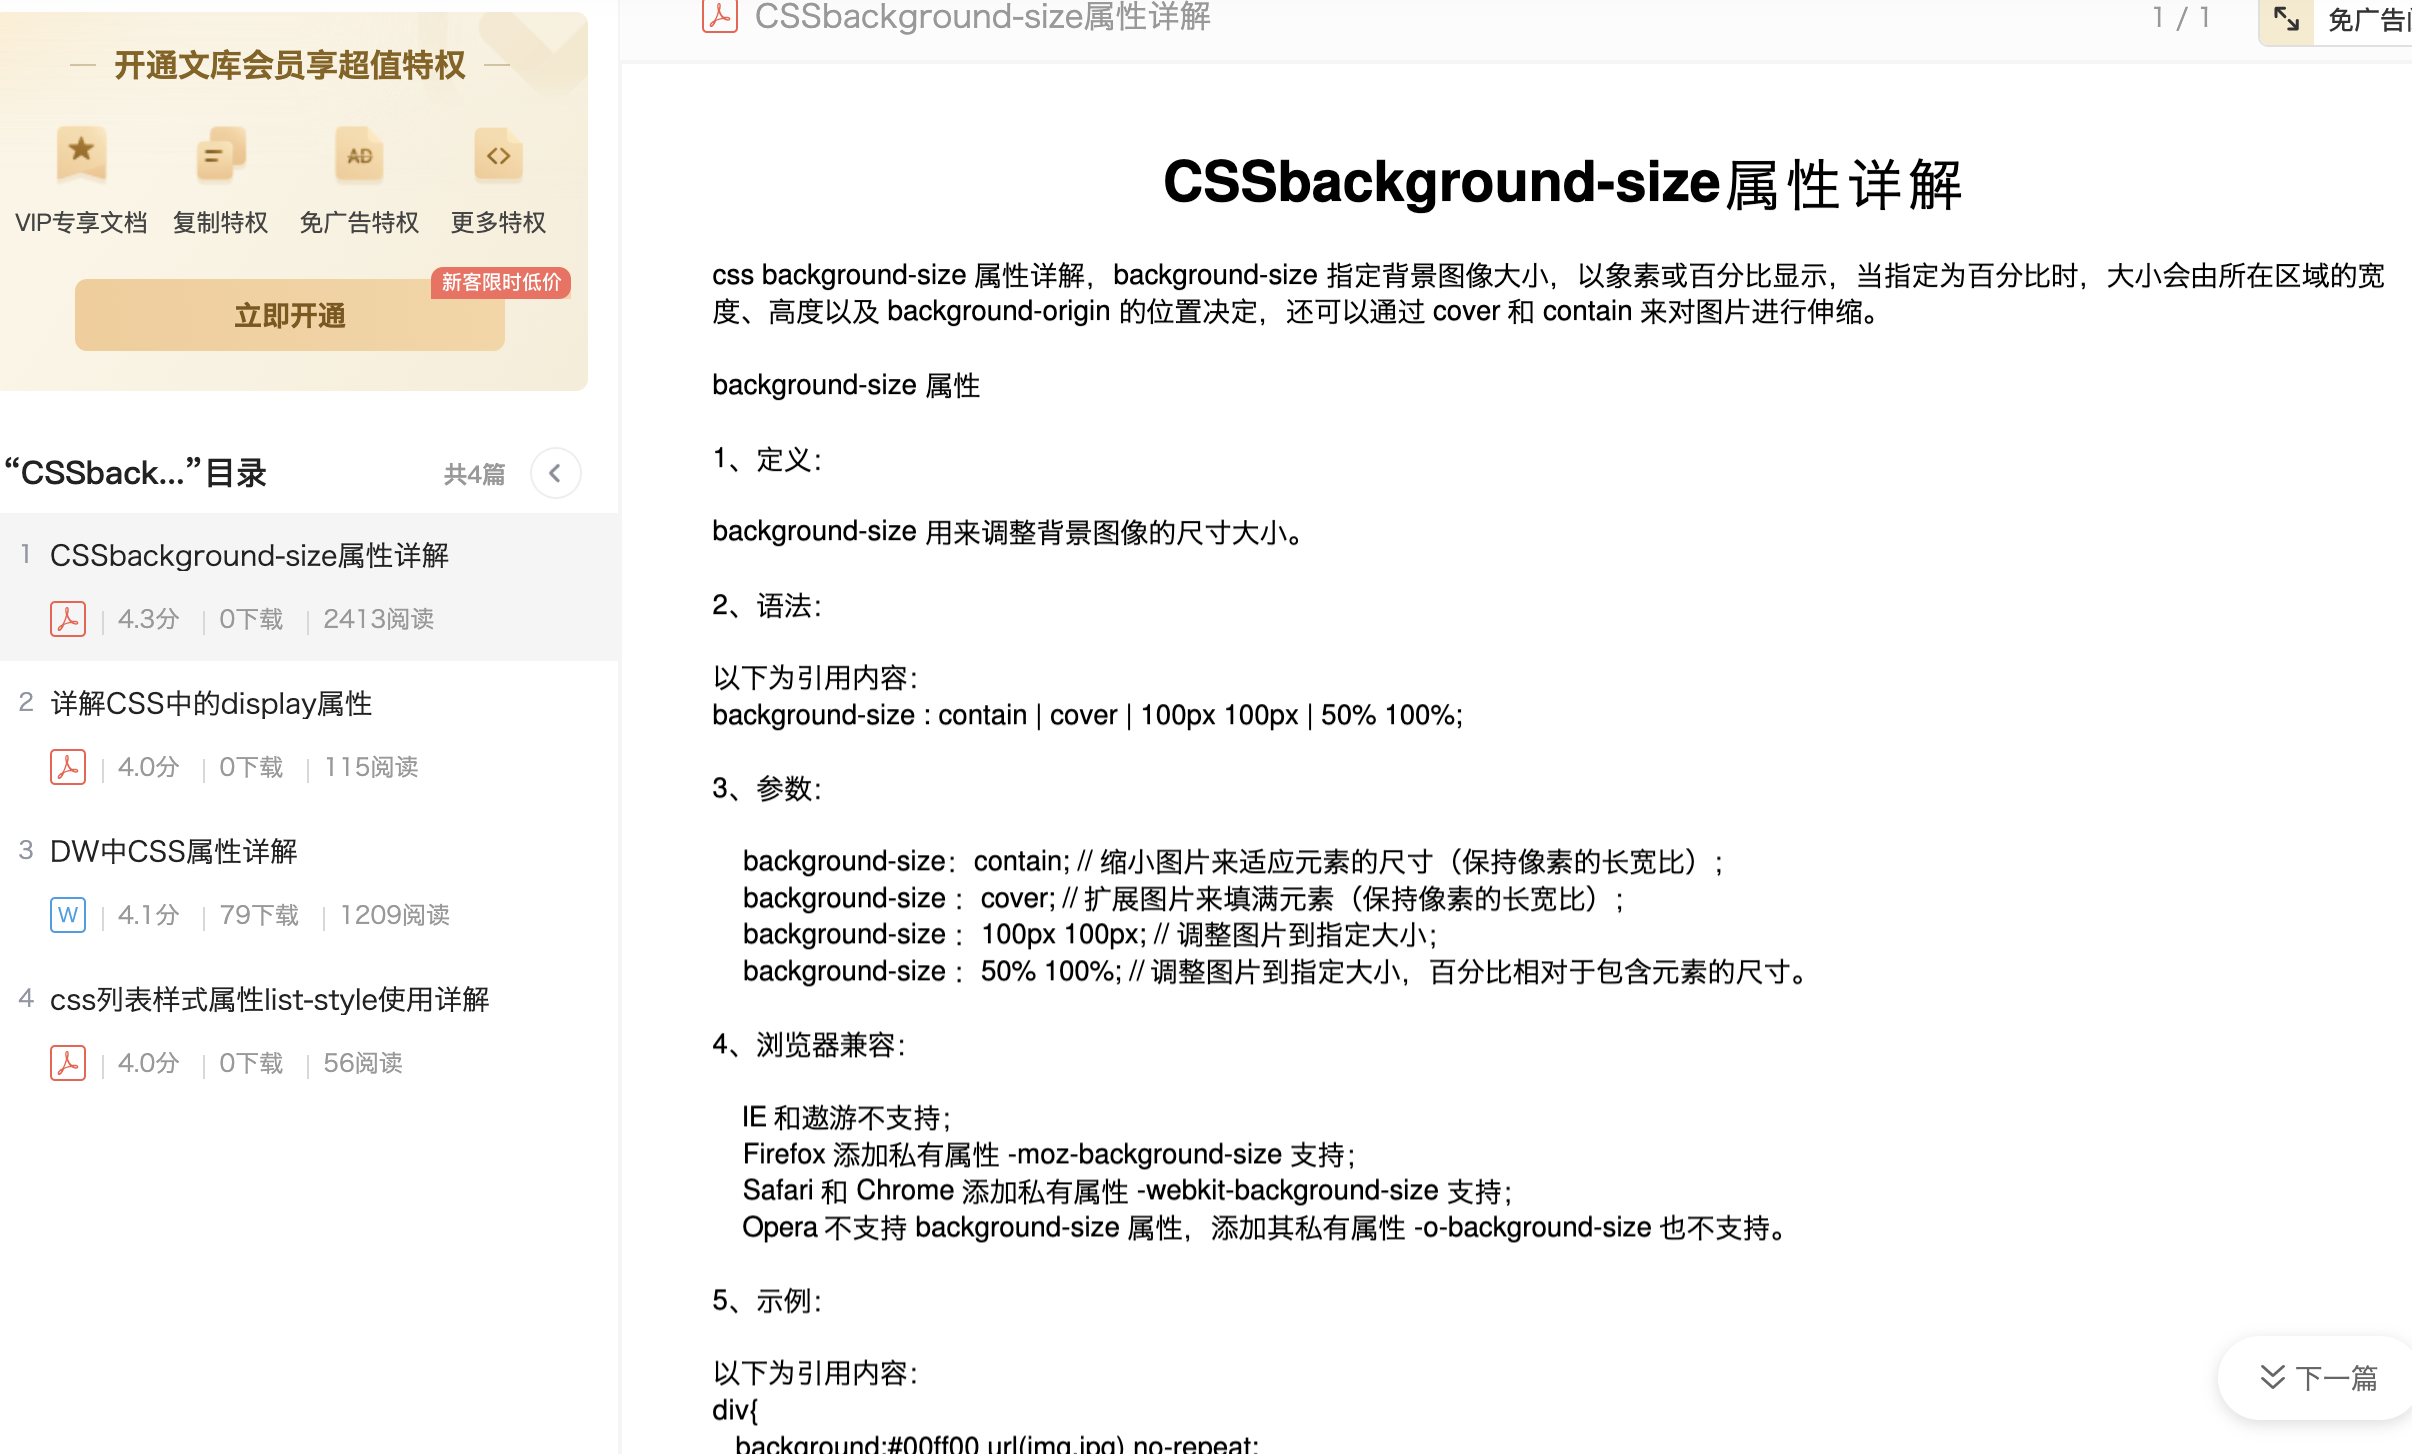 开通文库会员享超值特权
AD
VIP专享文档 复制特权 免广告特权 更多特权
新客限时低价
立即开通
“CSSback...”目录 共4篇
1 CSSbackground-size属性详解
4.3分 0下载 2413阅读
2 详解CSS中的display属性
4.0分 0下载 115阅读
3 DW中CSS属性详解
W 4.1分 79下载 1209阅读
4 css列表样式属性list-style使用详解
4.0分 0下载 56阅读
CSSbackground-size属性详解 1 / 1 免广告
CSSbackground-size属性详解
css background-size 属性详解，background-size 指定背景图像大小，以象素或百分比显示，当指定为百分比时，大小会由所在区域的宽
度、高度以及 background-origin 的位置决定，还可以通过 cover 和 contain 来对图片进行伸缩。
background-size 属性
1、定义：
background-size 用来调整背景图像的尺寸大小。
2、语法：
以下为引用内容：
background-size : contain | cover | 100px 100px | 50% 100%;
3、参数：
background-size：contain; // 缩小图片来适应元素的尺寸（保持像素的长宽比）；
background-size ：cover; // 扩展图片来填满元素（保持像素的长宽比）；
background-size ：100px 100px; // 调整图片到指定大小；
background-size ：50% 100%; // 调整图片到指定大小，百分比相对于包含元素的尺寸。
4、浏览器兼容：
IE 和遨游不支持；
Firefox 添加私有属性 -moz-background-size 支持；
Safari 和 Chrome 添加私有属性 -webkit-background-size 支持；
Opera 不支持 background-size 属性，添加其私有属性 -o-background-size 也不支持。
5、示例：
以下为引用内容：
div{
background:#00ff00 url(img.jpg) no-repeat;
下一篇